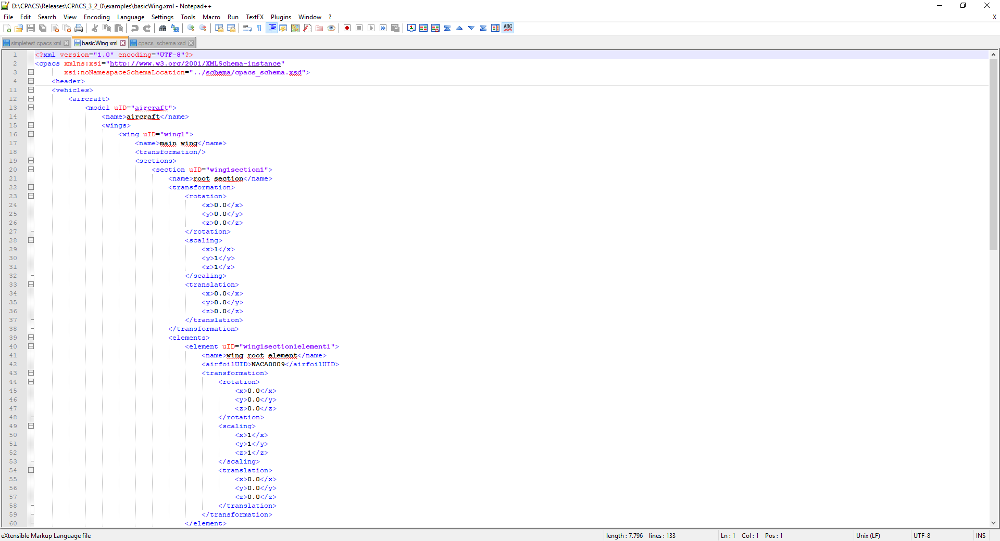 D:\CPACS\Releases\CPACS_3_2_0\examples\basicWing.xml - Notepad++
File Edit Search View Encoding Language Settings Tools Macro Run TextFX Plugins Window ? X
simpletest.cpacs.xml basicWing.xml cpacs_schema.xsd
1 <?xml version="1.0" encoding="UTF-8"?>
2 <cpacs xmlns:xsi="http://www.w3.org/2001/XMLSchema-instance"
3 xsi:noNamespaceSchemaLocation="../schema/cpacs_schema.xsd">
4 <header>
11 <vehicles>
12 <aircraft>
13 <model uID="aircraft">
14 <name>aircraft</name>
15 <wings>
16 <wing uID="wing1">
17 <name>main wing</name>
18 <transformation/>
19 <sections>
20 <section uID="wing1section1">
21 <name>root section</name>
22 <transformation>
23 <rotation>
24 <x>0.0</x>
25 <y>0.0</y>
26 <z>0.0</z>
27 </rotation>
28 <scaling>
29 <x>1</x>
30 <y>1</y>
31 <z>1</z>
32 </scaling>
33 <translation>
34 <x>0.0</x>
35 <y>0.0</y>
36 <z>0.0</z>
37 </translation>
38 </transformation>
39 <elements>
40 <element uID="wing1section1element1">
41 <name>wing root element</name>
42 <airfoilUID>NACA0009</airfoilUID>
43 <transformation>
44 <rotation>
45 <x>0.0</x>
46 <y>0.0</y>
47 <z>0.0</z>
48 </rotation>
49 <scaling>
50 <x>1</x>
51 <y>1</y>
52 <z>1</z>
53 </scaling>
54 <translation>
55 <x>0.0</x>
56 <y>0.0</y>
57 <z>0.0</z>
58 </translation>
59 </transformation>
60 </element>
eXtensible Markup Language file length : 7.796 lines : 133 Ln : 1 Col : 1 Pos : 1 Unix (LF) UTF-8 INS